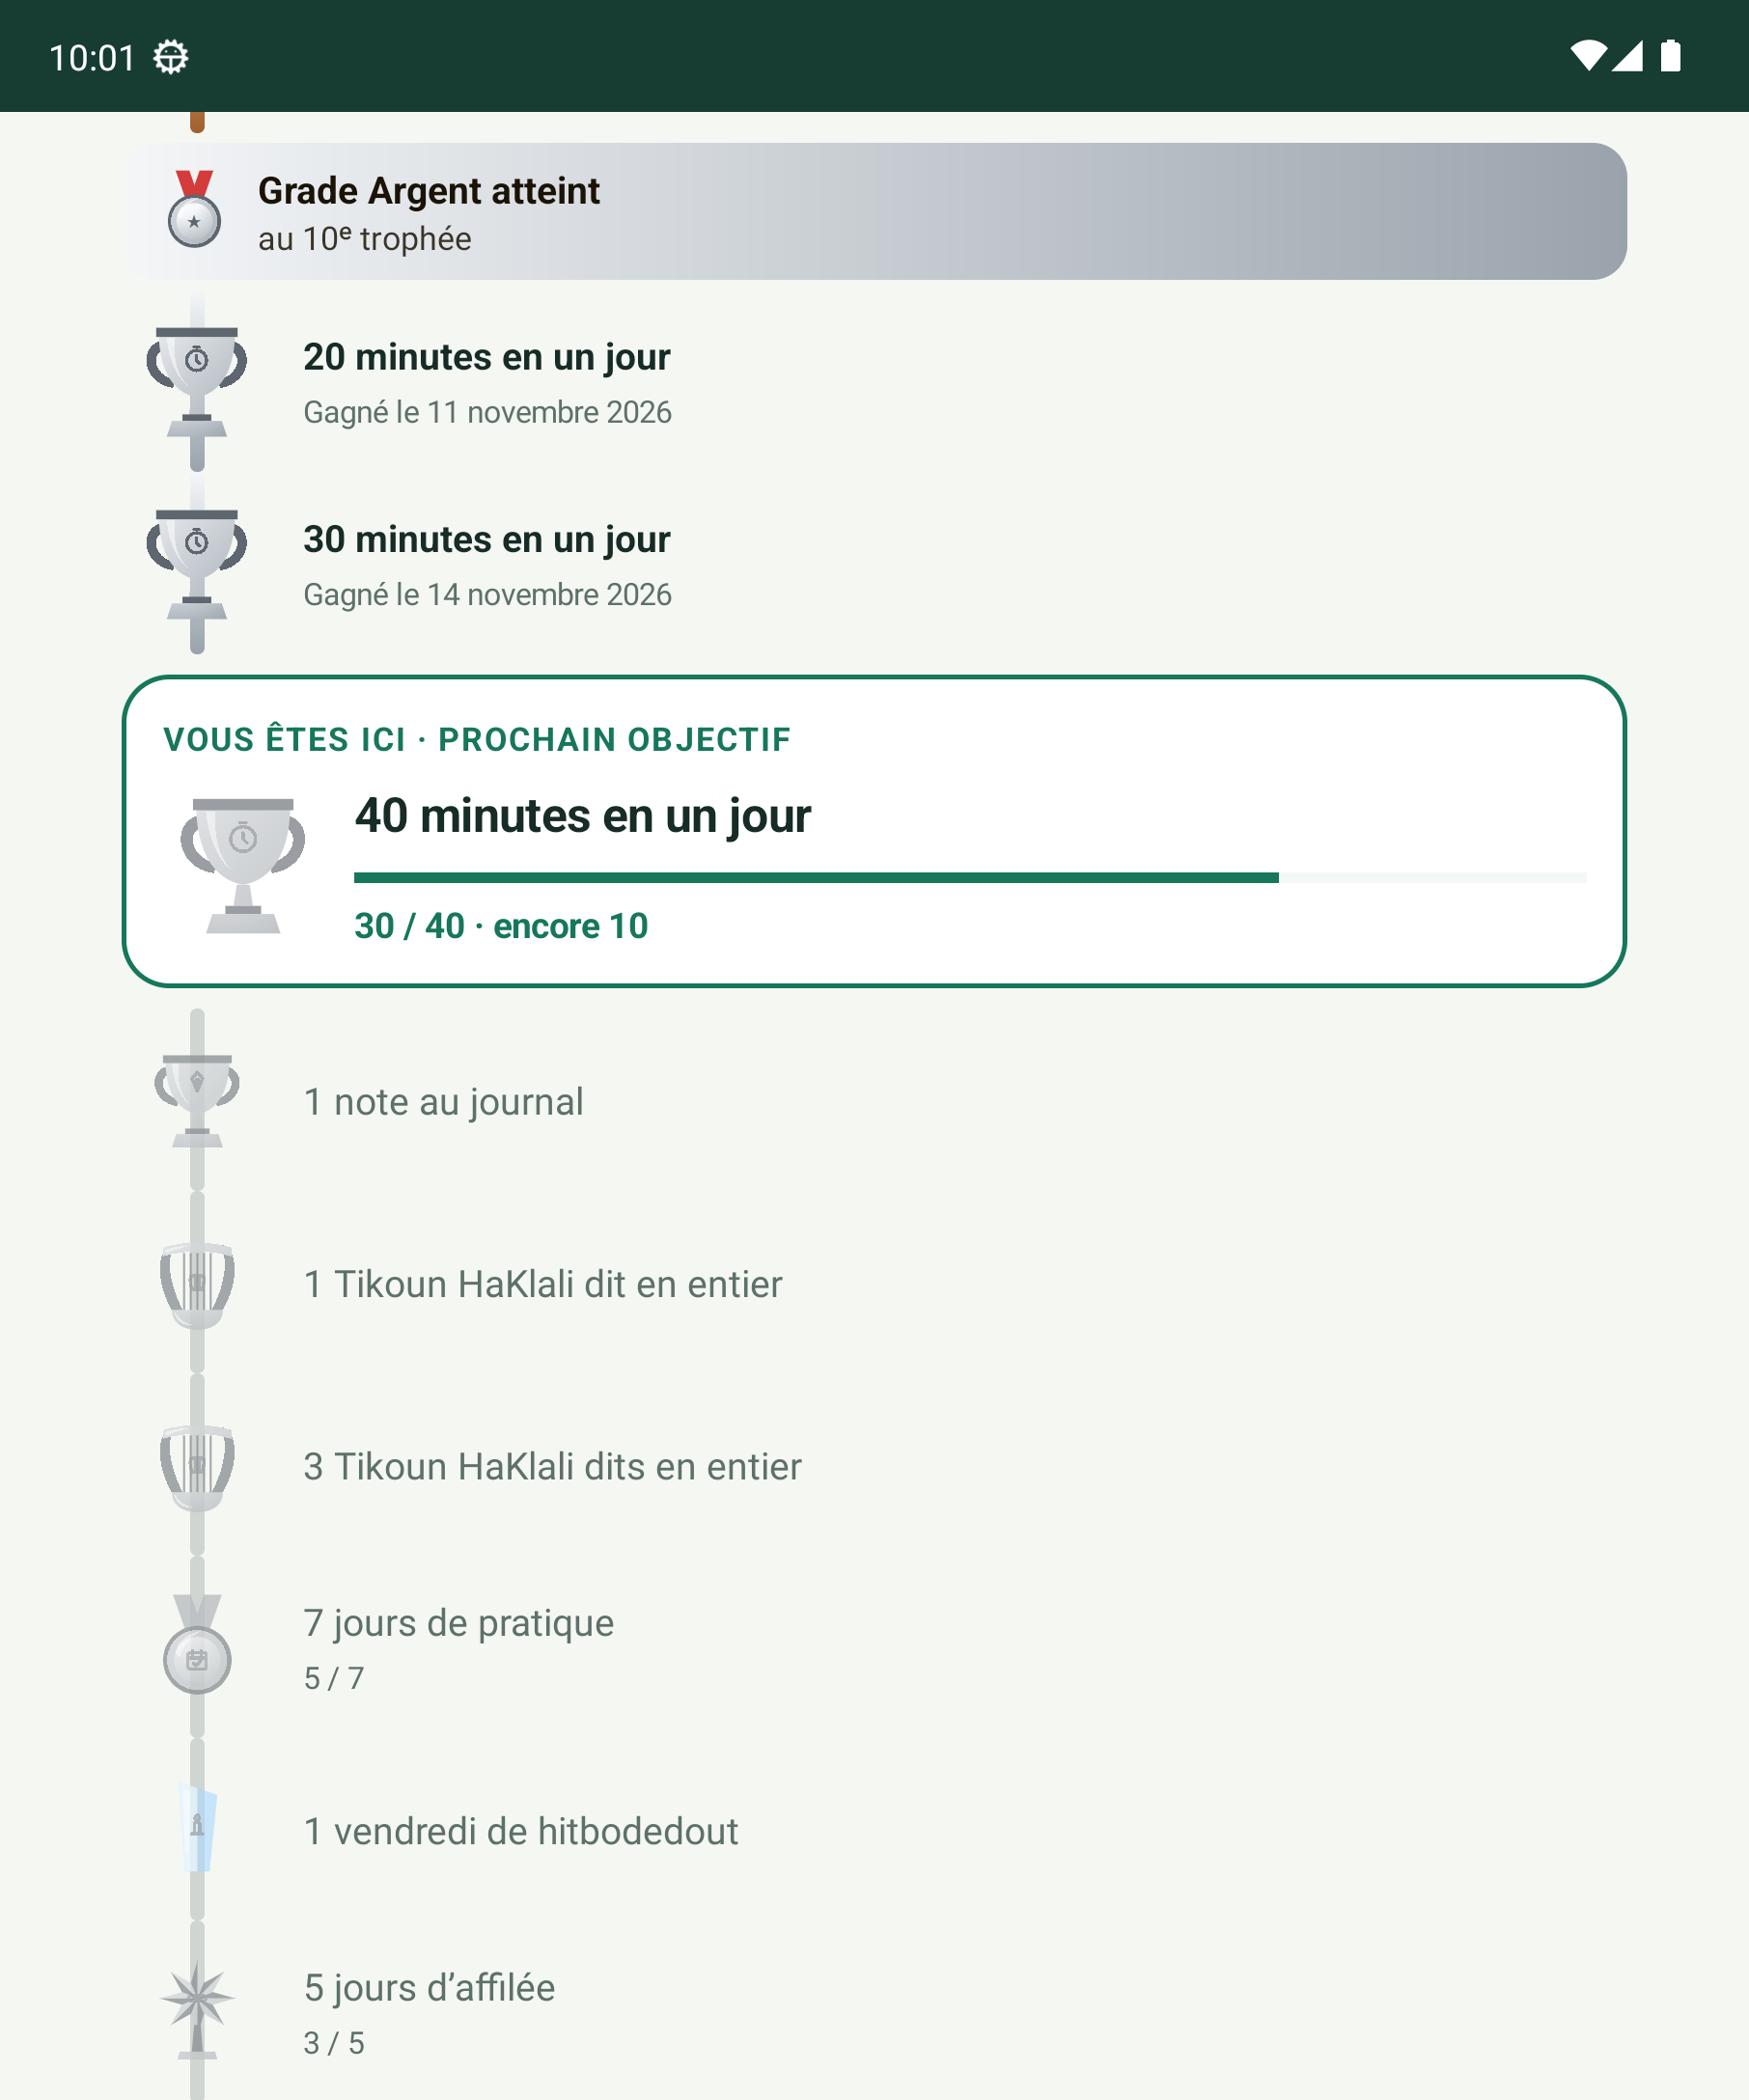 10:01
Grade Argent atteint
au 10ᵉ trophée
20 minutes en un jour
Gagné le 11 novembre 2026
30 minutes en un jour
Gagné le 14 novembre 2026
VOUS ÊTES ICI · PROCHAIN OBJECTIF
40 minutes en un jour
30 / 40 · encore 10
1 note au journal
1 Tikoun HaKlali dit en entier
3 Tikoun HaKlali dits en entier
7 jours de pratique
5 / 7
1 vendredi de hitbodedout
5 jours d’affilée
3 / 5